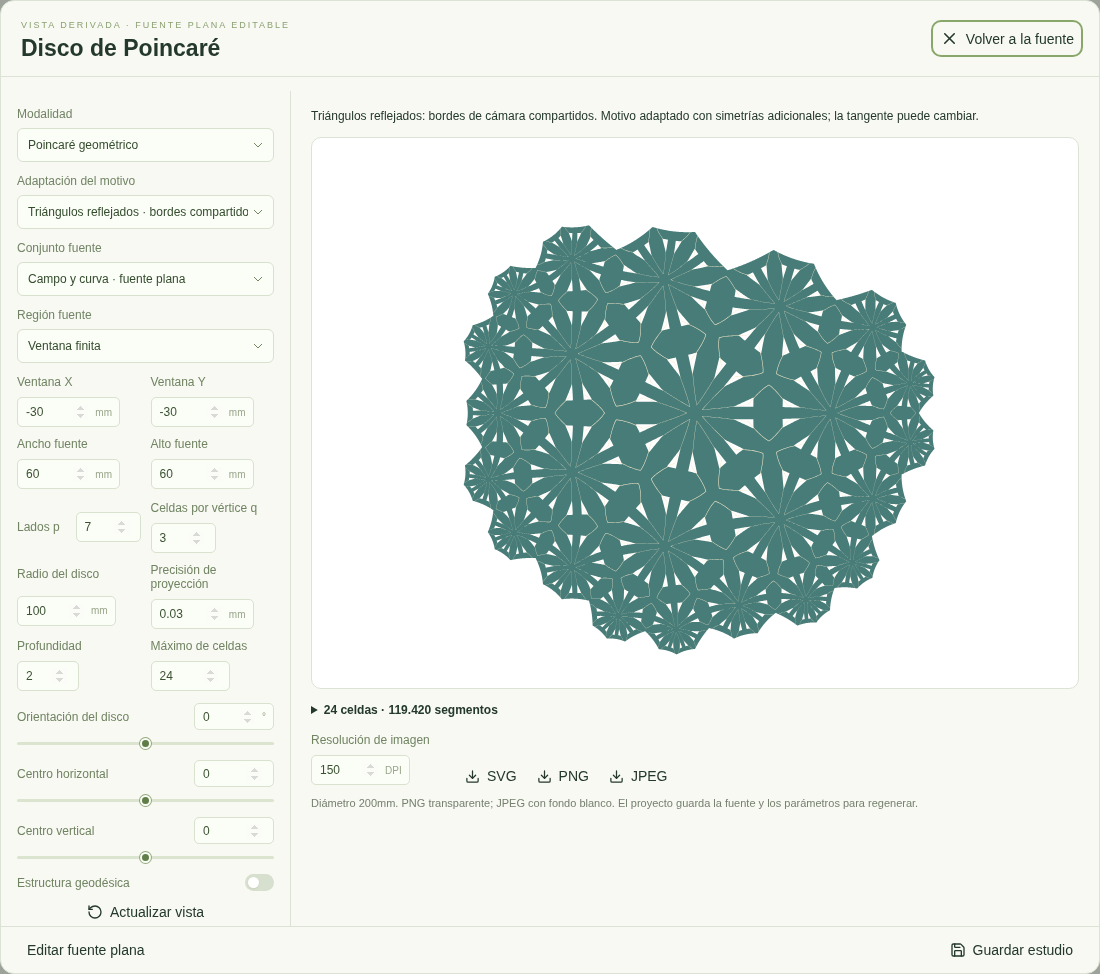 VISTA DERIVADA · FUENTE PLANA EDITABLE
Disco de Poincaré
Volver a la fuente
Modalidad
Poincaré geométrico
Adaptación del motivo
Triángulos reflejados · bordes compartido
Conjunto fuente
Campo y curva · fuente plana
Región fuente
Ventana finita
Ventana X
Ventana Y
-30 mm
-30 mm
Ancho fuente
Alto fuente
60 mm
60 mm
Lados p
7
Celdas por vértice q
3
Radio del disco
Precisión de
proyección
100 mm
0.03 mm
Profundidad
Máximo de celdas
2
24
Orientación del disco
0 °
Centro horizontal
0
Centro vertical
0
Estructura geodésica
Actualizar vista
Triángulos reflejados: bordes de cámara compartidos. Motivo adaptado con simetrías adicionales; la tangente puede cambiar.
24 celdas · 119.420 segmentos
Resolución de imagen
150 DPI
SVG
PNG
JPEG
Diámetro 200mm. PNG transparente; JPEG con fondo blanco. El proyecto guarda la fuente y los parámetros para regenerar.
Editar fuente plana
Guardar estudio